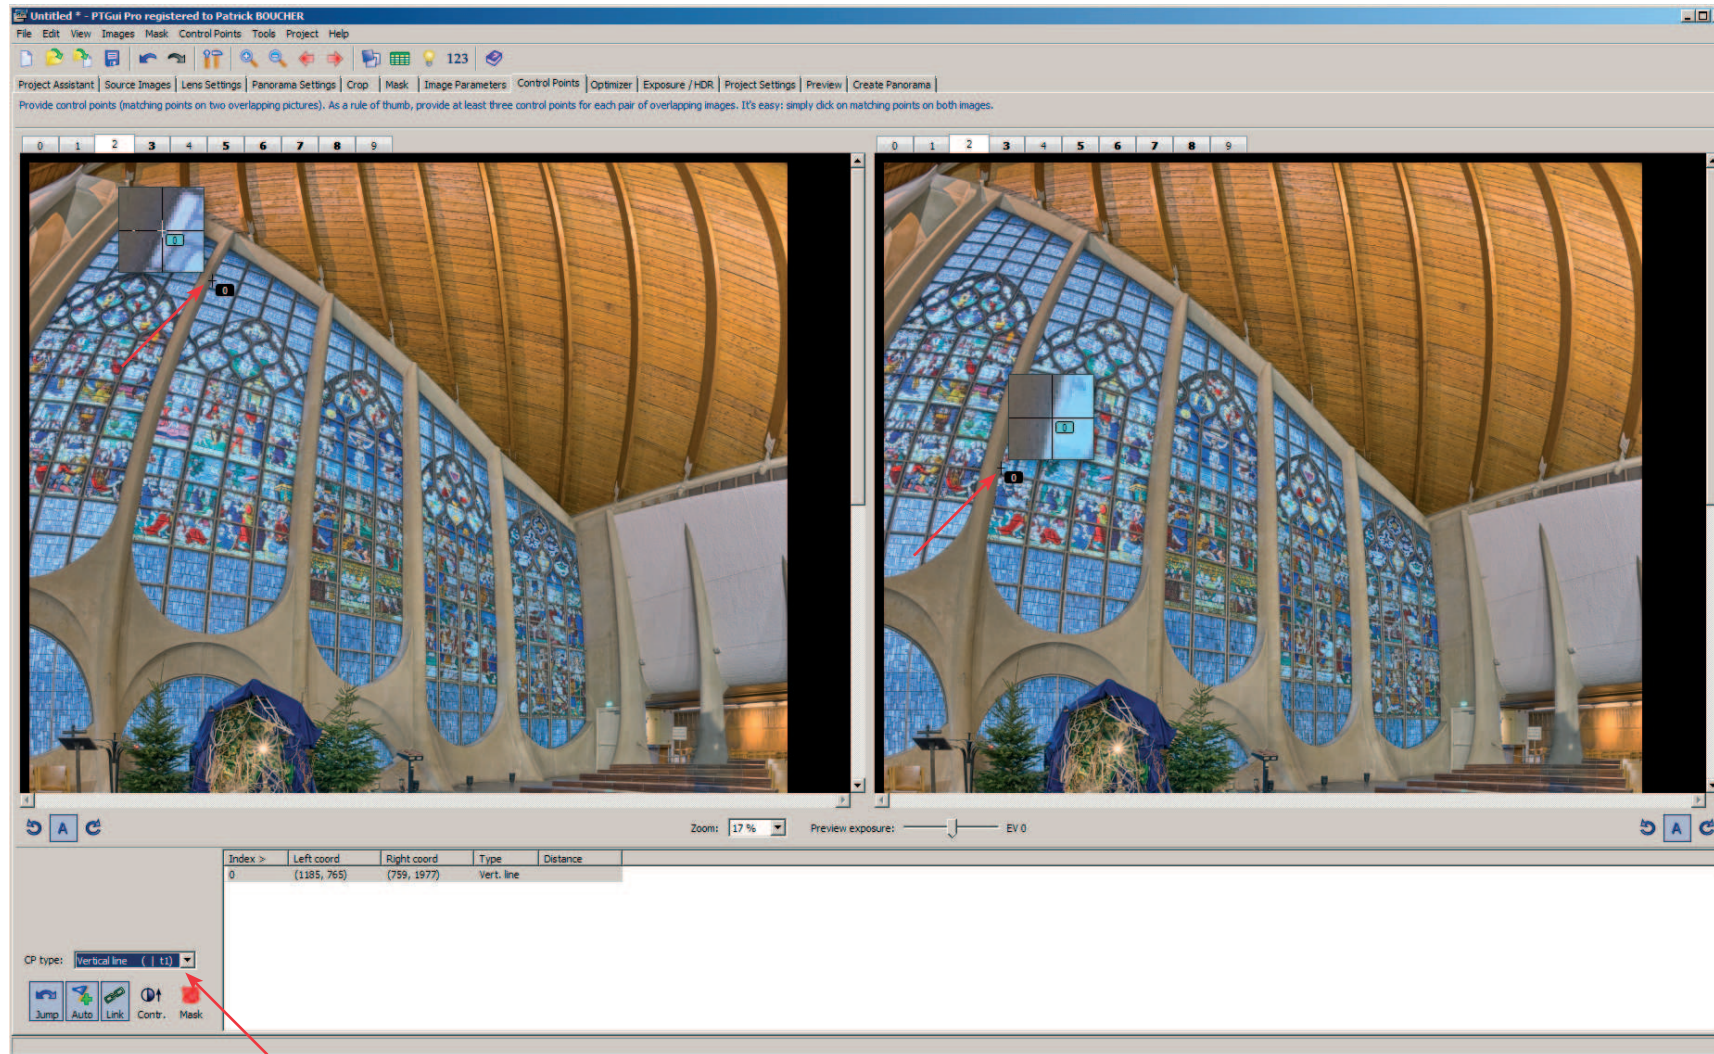 Untitled * - PTGui Pro registered to Patrick BOUCHER
File Edit View Images Mask Control Points Tools Project Help
123
Project Assistant Source Images Lens Settings Panorama Settings Crop Mask Image Parameters Control Points Optimizer Exposure / HDR Project Settings Preview Create Panorama
Provide control points (matching points on two overlapping pictures). As a rule of thumb, provide at least three control points for each pair of overlapping images. It's easy: simply click on matching points on both images.
0 1 2 3 4 5 6 7 8 9
0 1 2 3 4 5 6 7 8 9
0
0
0
0
A
Zoom: 17 %
Preview exposure: EV 0
A
Index > Left coord Right coord Type Distance
0 (1185, 765) (759, 1977) Vert. line
CP type: Vertical line ( | t1)
Jump Auto Link Contr. Mask